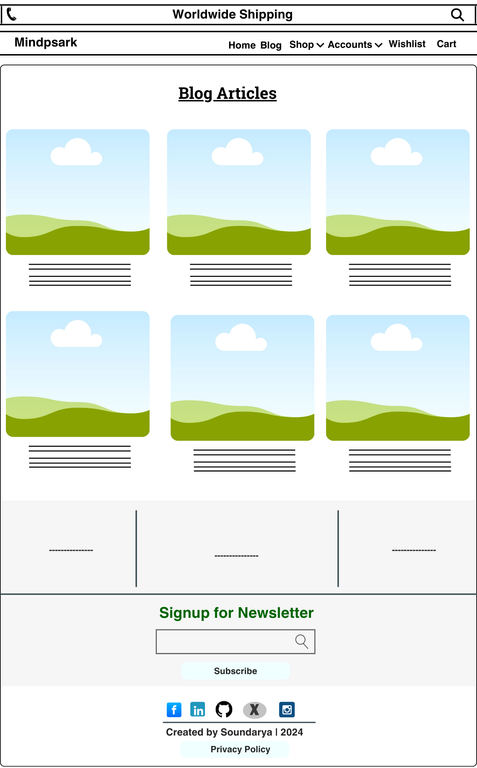 Worldwide Shipping
Mindpsark
Home Blog Shop Accounts Wishlist Cart
Blog Articles
--------------- --------------- ---------------
Signup for Newsletter
Subscribe
f in X
Created by Soundarya | 2024
Privacy Policy